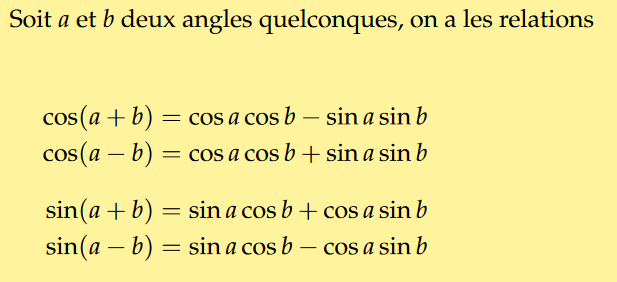 Soit a et b deux angles quelconques, on a les relations
cos(a + b) = cos a cos b − sin a sin b
cos(a − b) = cos a cos b + sin a sin b
sin(a + b) = sin a cos b + cos a sin b
sin(a − b) = sin a cos b − cos a sin b